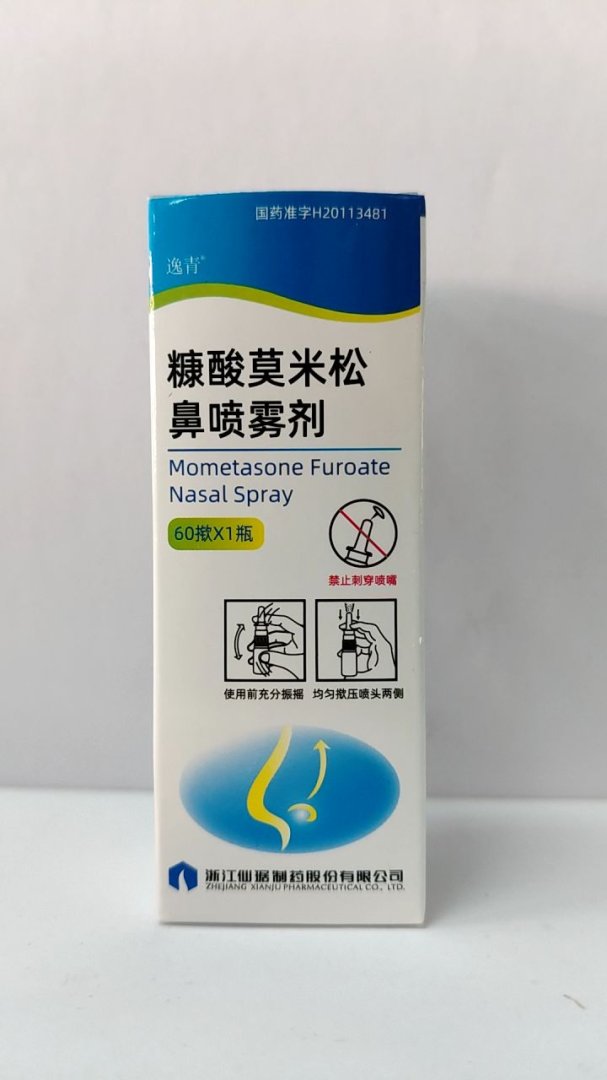 国药准字H20113481
逸青®
糠酸莫米松
鼻喷雾剂
Mometasone Furoate
Nasal Spray
60揿X1瓶
禁止刺穿喷嘴
使用前充分振摇 均匀揿压喷头两侧
浙江仙琚制药股份有限公司
ZHEJIANG XIANJU PHARMACEUTICAL CO., LTD.